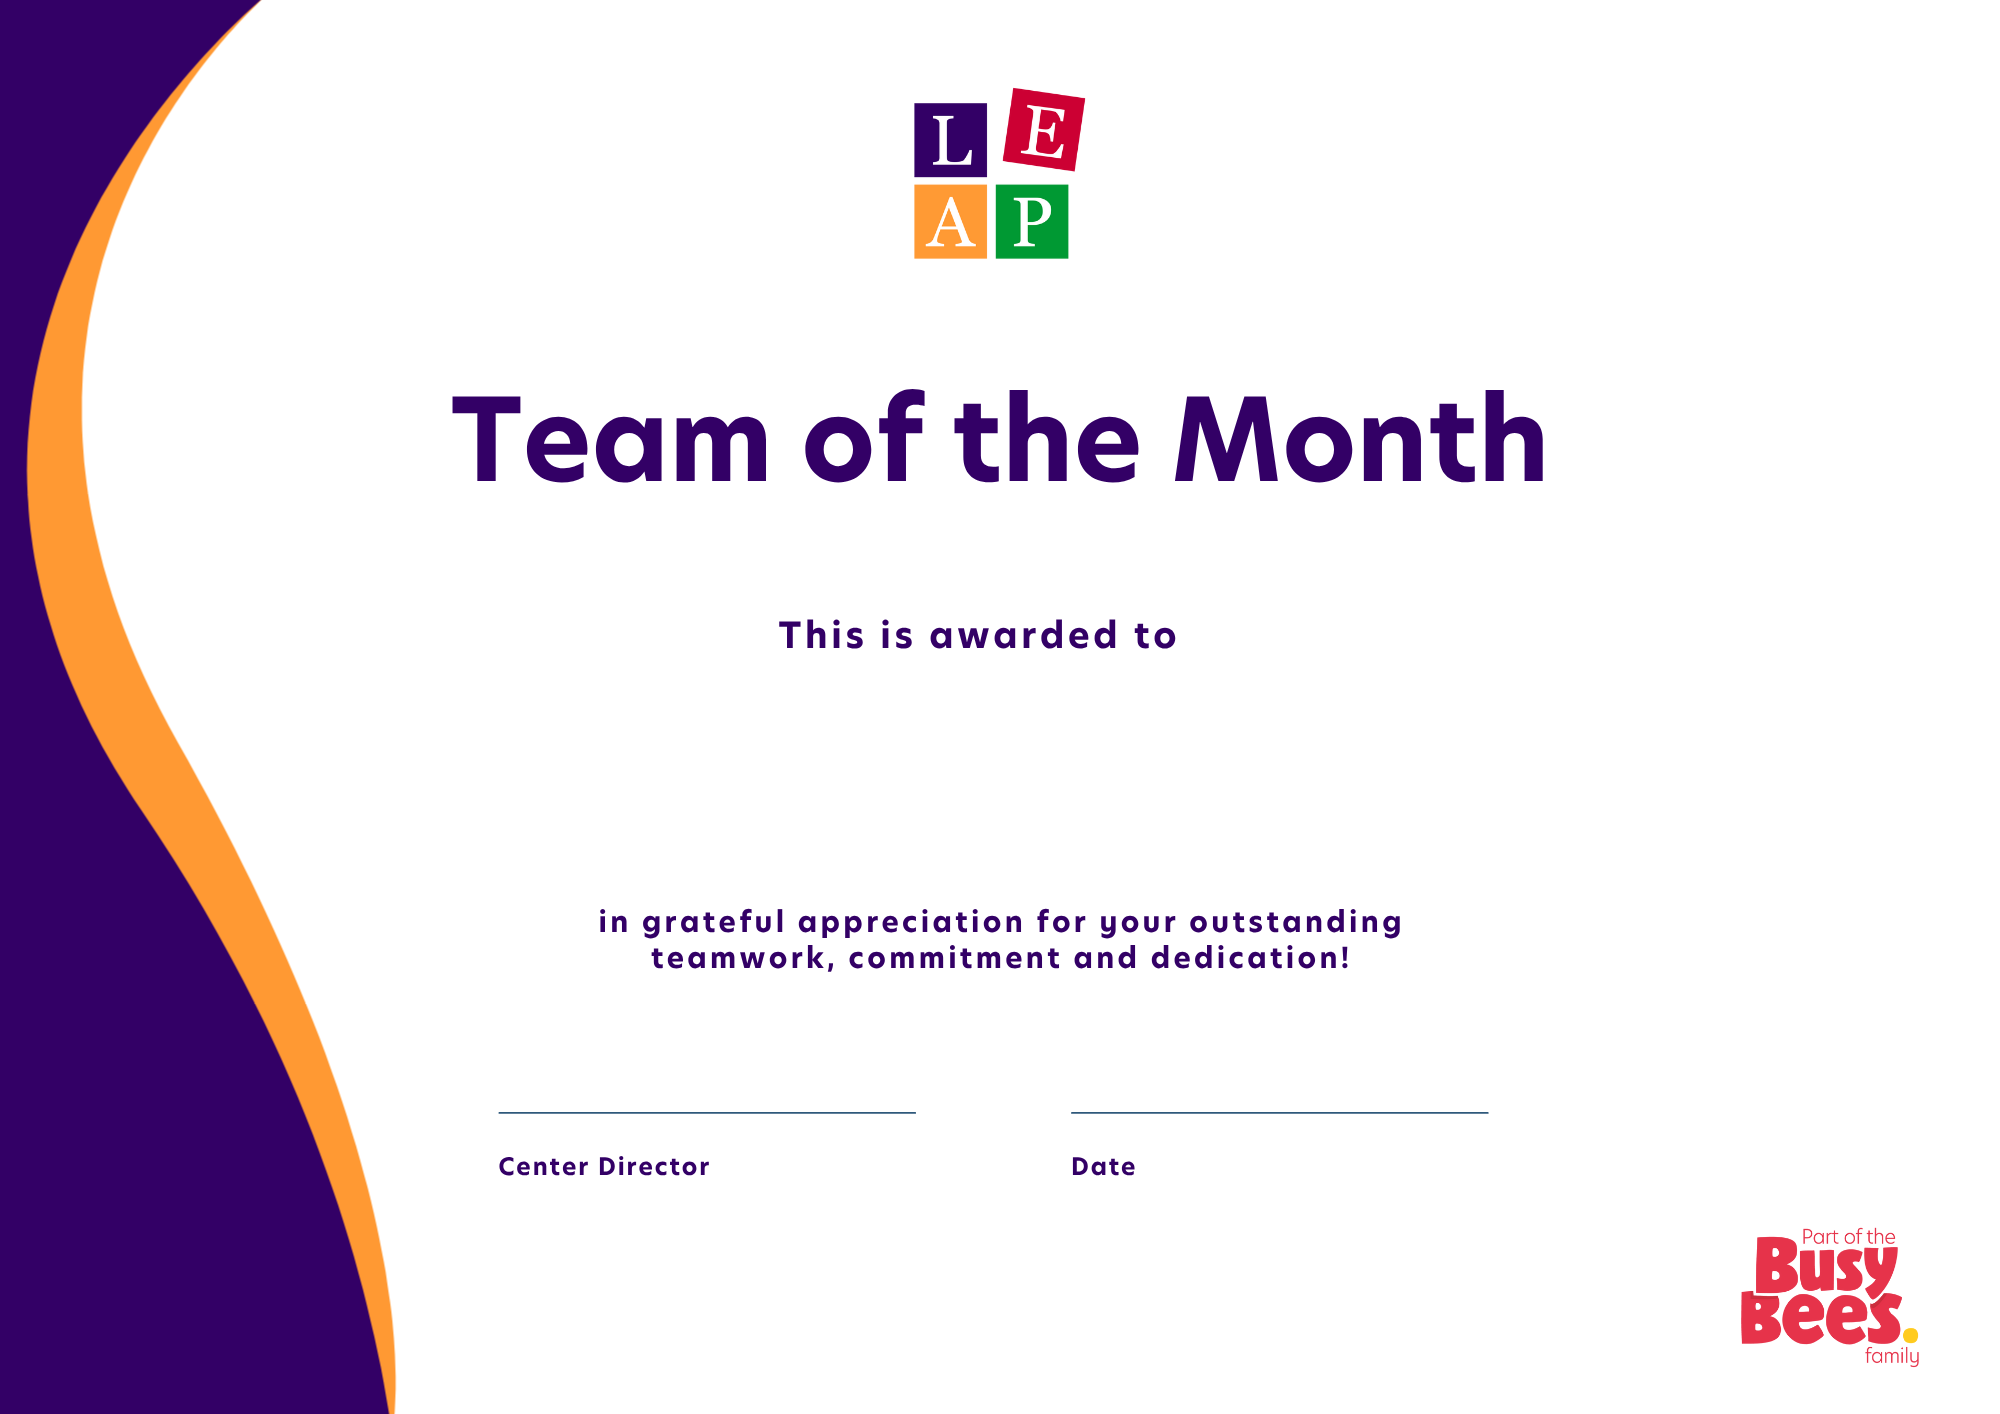 L E
A P
Team of the Month
This is awarded to
in grateful appreciation for your outstanding
teamwork, commitment and dedication!
Center Director
Date
Part of the
Busy
Bees.
family